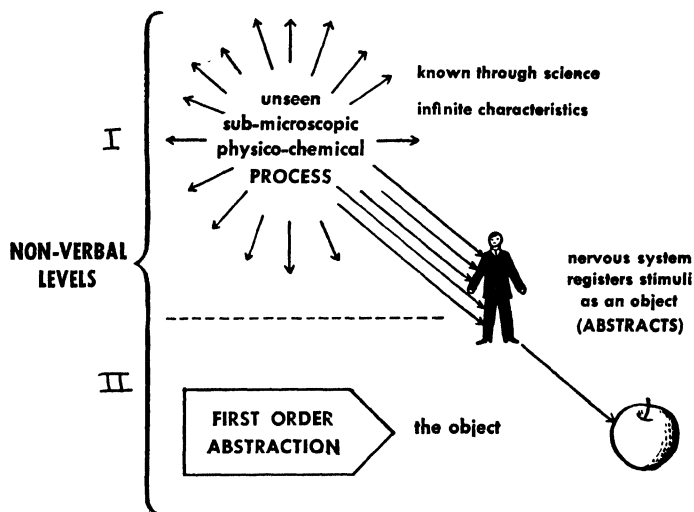 known through science
infinite characteristics
unseen
sub-microscopic
physico-chemical
PROCESS
I
NON-VERBAL
LEVELS
nervous system
registers stimuli
as an object
(ABSTRACTS)
II
FIRST ORDER
ABSTRACTION
the object